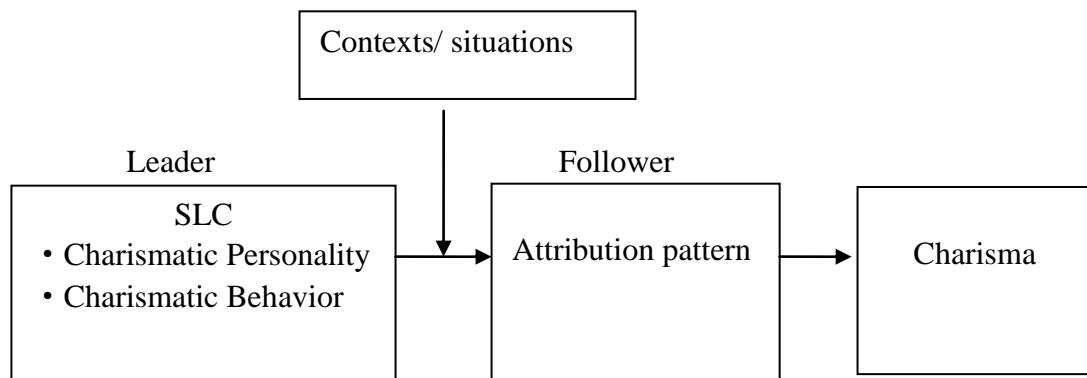 Contexts/ situations
Leader
Follower
SLC
・Charismatic Personality
・Charismatic Behavior
Attribution pattern
Charisma